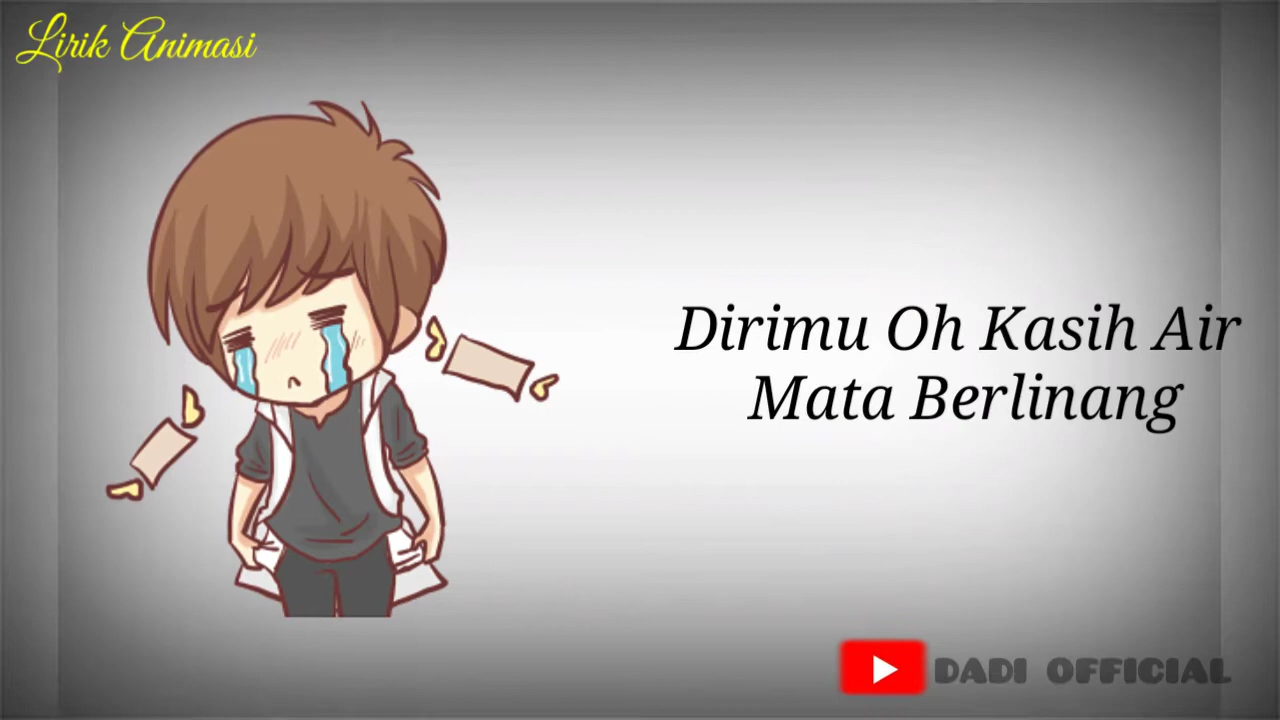 Lirik Animasi
Dirimu Oh Kasih Air
Mata Berlinang
DADI OFFICIAL